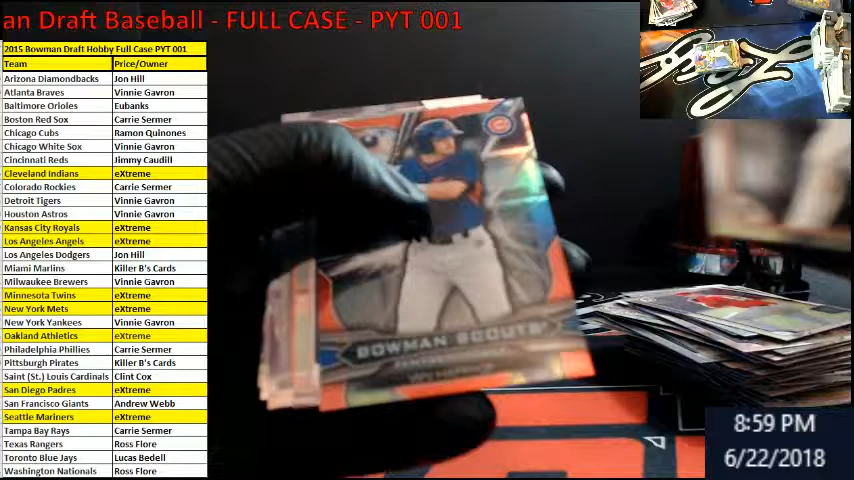 an Draft Baseball - FULL CASE - PYT 001
2015 Bowman Draft Hobby Full Case PYT 001
Team Price/Owner
Arizona Diamondbacks Jon Hill
Atlanta Braves Vinnie Gavron
Baltimore Orioles Eubanks
Boston Red Sox Carrie Sermer
Chicago Cubs Ramon Quinones
Chicago White Sox Vinnie Gavron
Cincinnati Reds Jimmy Caudill
Cleveland Indians eXtreme
Colorado Rockies Carrie Sermer
Detroit Tigers Vinnie Gavron
Houston Astros Vinnie Gavron
Kansas City Royals eXtreme
Los Angeles Angels eXtreme
Los Angeles Dodgers Jon Hill
Miami Marlins Killer B's Cards
Milwaukee Brewers Vinnie Gavron
Minnesota Twins eXtreme
New York Mets eXtreme
New York Yankees Vinnie Gavron
Oakland Athletics eXtreme
Philadelphia Phillies Carrie Sermer
Pittsburgh Pirates Killer B's Cards
Saint (St.) Louis Cardinals Clint Cox
San Diego Padres eXtreme
San Francisco Giants Andrew Webb
Seattle Mariners eXtreme
Tampa Bay Rays Carrie Sermer
Texas Rangers Ross Flore
Toronto Blue Jays Lucas Bedell
Washington Nationals Ross Flore
BOWMAN SCOUTS'
8:59 PM
6/22/2018